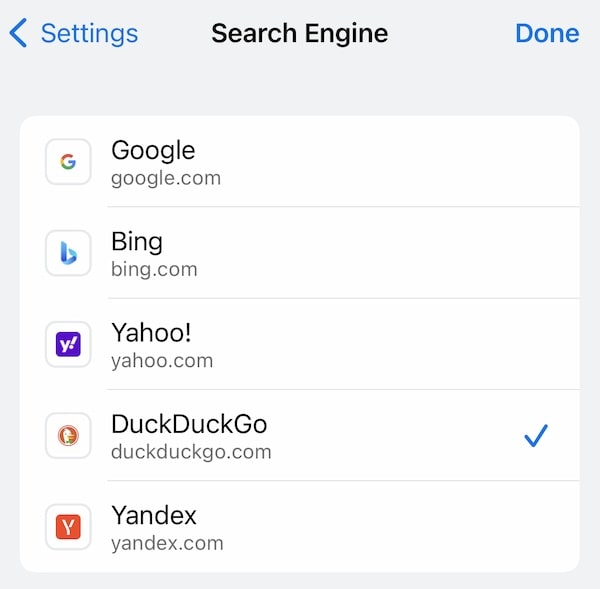 Settings Search Engine Done
Google
google.com
Bing
bing.com
y! Yahoo!
yahoo.com
DuckDuckGo
duckduckgo.com
Y Yandex
yandex.com